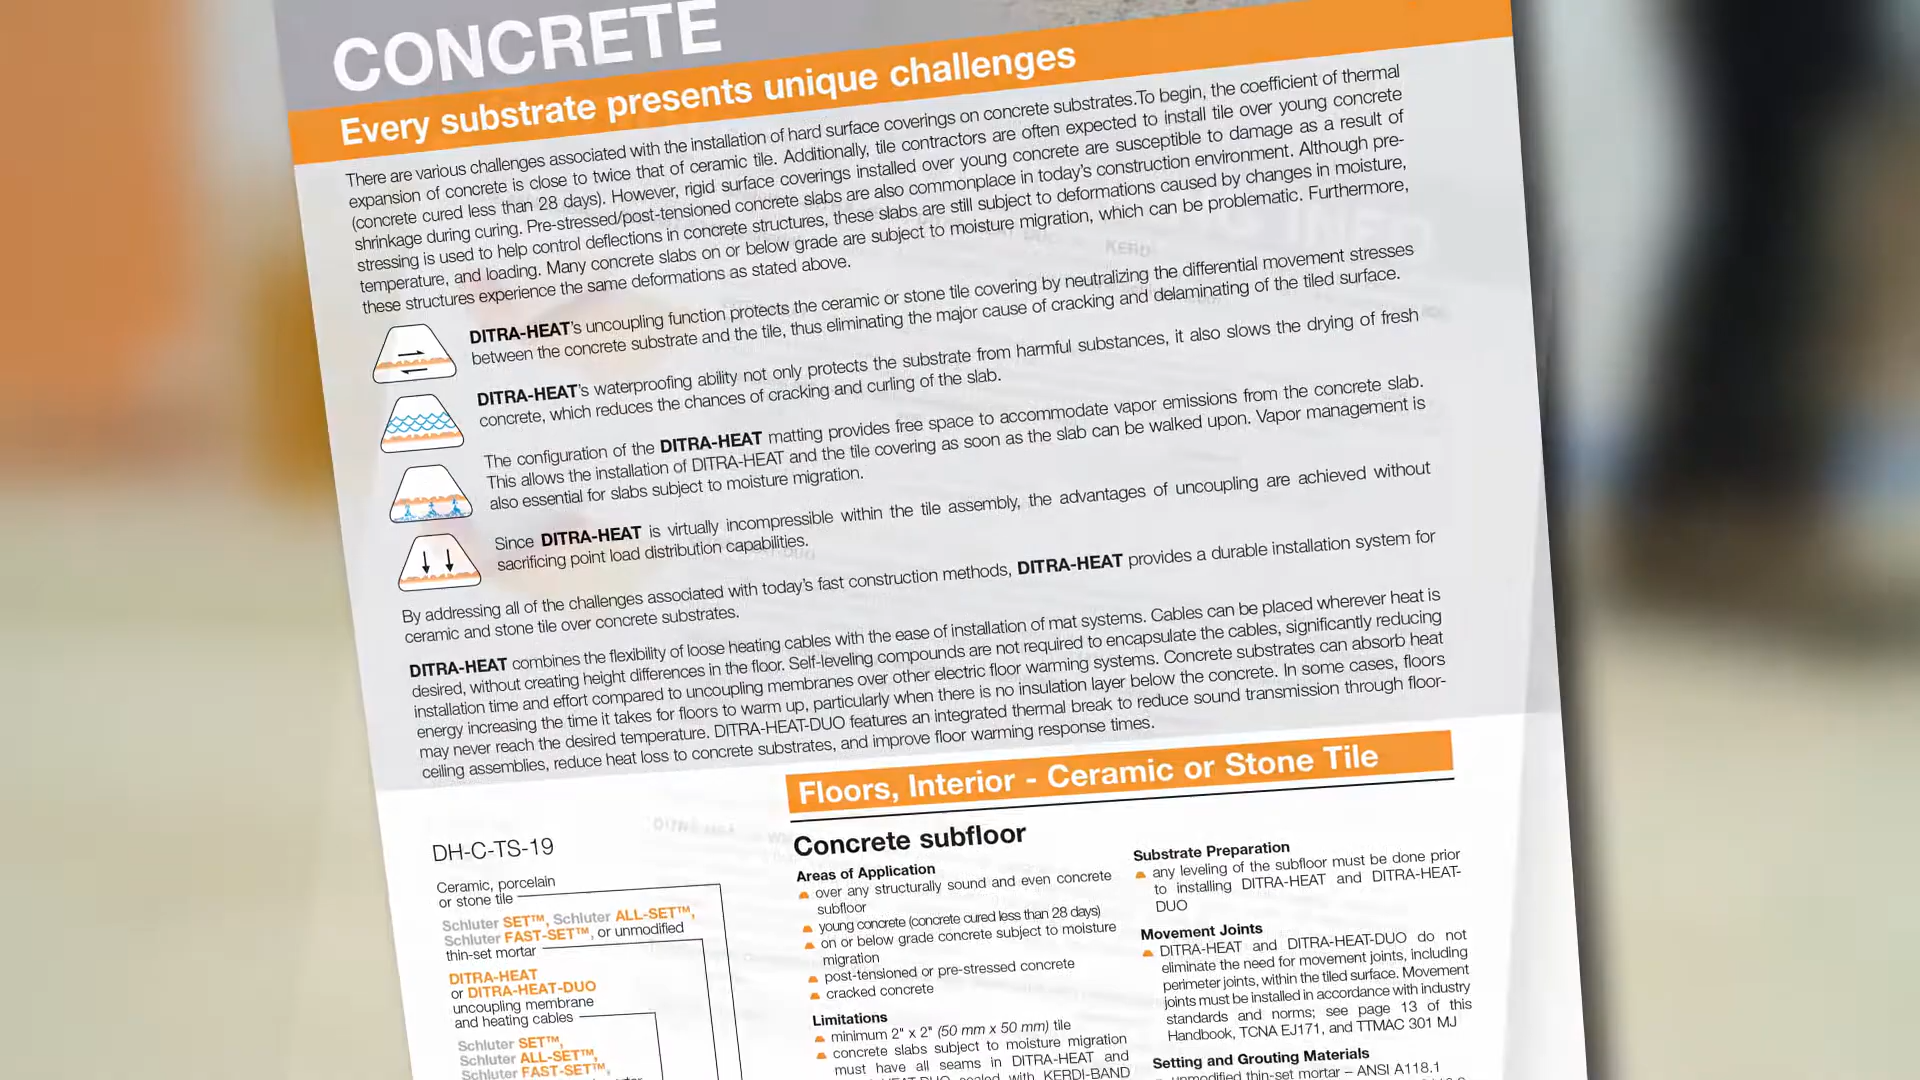 CONCRETE
Every substrate presents unique challenges
There are various challenges associated with the installation of hard surface coverings on concrete substrates.To begin, the coefficient of thermal
expansion of concrete is close to twice that of ceramic tile. Additionally, tile contractors are often expected to install tile over young concrete
(concrete cured less than 28 days). However, rigid surface coverings installed over young concrete are susceptible to damage as a result of
shrinkage during curing. Pre-stressed/post-tensioned concrete slabs are also commonplace in today's construction environment. Although pre-
stressing is used to help control deflections in concrete structures, these slabs are still subject to deformations caused by changes in moisture,
temperature, and loading. Many concrete slabs on or below grade are subject to moisture migration, which can be problematic. Furthermore,
these structures experience the same deformations as stated above.
DITRA-HEAT's uncoupling function protects the ceramic or stone tile covering by neutralizing the differential movement stresses
between the concrete substrate and the tile, thus eliminating the major cause of cracking and delaminating of the tiled surface.
DITRA-HEAT's waterproofing ability not only protects the substrate from harmful substances, it also slows the drying of fresh
concrete, which reduces the chances of cracking and curling of the slab.
The configuration of the DITRA-HEAT matting provides free space to accommodate vapor emissions from the concrete slab.
This allows the installation of DITRA-HEAT and the tile covering as soon as the slab can be walked upon. Vapor management is
also essential for slabs subject to moisture migration.
Since DITRA-HEAT is virtually incompressible within the tile assembly, the advantages of uncoupling are achieved without
sacrificing point load distribution capabilities.
By addressing all of the challenges associated with today's fast construction methods, DITRA-HEAT provides a durable installation system for
ceramic and stone tile over concrete substrates.
DITRA-HEAT combines the flexibility of loose heating cables with the ease of installation of mat systems. Cables can be placed wherever heat is
desired, without creating height differences in the floor. Self-leveling compounds are not required to encapsulate the cables, significantly reducing
installation time and effort compared to uncoupling membranes over other electric floor warming systems. Concrete substrates can absorb heat
energy increasing the time it takes for floors to warm up, particularly when there is no insulation layer below the concrete. In some cases, floors
may never reach the desired temperature. DITRA-HEAT-DUO features an integrated thermal break to reduce sound transmission through floor-
ceiling assemblies, reduce heat loss to concrete substrates, and improve floor warming response times.
Floors, Interior - Ceramic or Stone Tile
DH-C-TS-19
Ceramic, porcelain
or stone tile
Schluter SET™, Schluter ALL-SET™,
Schluter FAST-SET™, or unmodified
thin-set mortar
DITRA-HEAT
or DITRA-HEAT-DUO
uncoupling membrane
and heating cables
Schluter SET™,
Schluter ALL-SET™,
Schluter FAST-SET™,
Concrete subfloor
Areas of Application
over any structurally sound and even concrete
subfloor
young concrete (concrete cured less than 28 days)
on or below grade concrete subject to moisture
migration
post-tensioned or pre-stressed concrete
cracked concrete
Limitations
minimum 2" x 2" (50 mm x 50 mm) tile
concrete slabs subject to moisture migration
must have all seams in DITRA-HEAT and
sealed with KERDI-BAND
Substrate Preparation
any leveling of the subfloor must be done prior
to installing DITRA-HEAT and DITRA-HEAT-
DUO
Movement Joints
DITRA-HEAT and DITRA-HEAT-DUO do not
eliminate the need for movement joints, including
perimeter joints, within the tiled surface. Movement
joints must be installed in accordance with industry
standards and norms; see page 13 of this
Handbook, TCNA EJ171, and TTMAC 301 MJ
Setting and Grouting Materials
unmodified thin-set mortar – ANSI A118.1